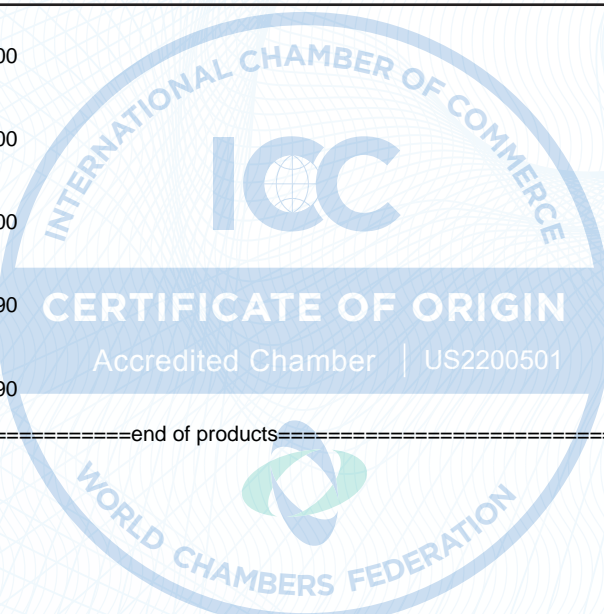 INTERNATIONAL CHAMBER OF COMMERCE
00
00
ICC
00
90
CERTIFICATE OF ORIGIN
Accredited Chamber | US2200501
90
===========end of products==============================
WORLD CHAMBERS FEDERATION